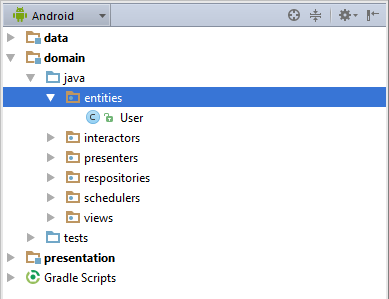 Android
data
domain
java
entities
C User
interactors
presenters
respositories
schedulers
views
tests
presentation
Gradle Scripts